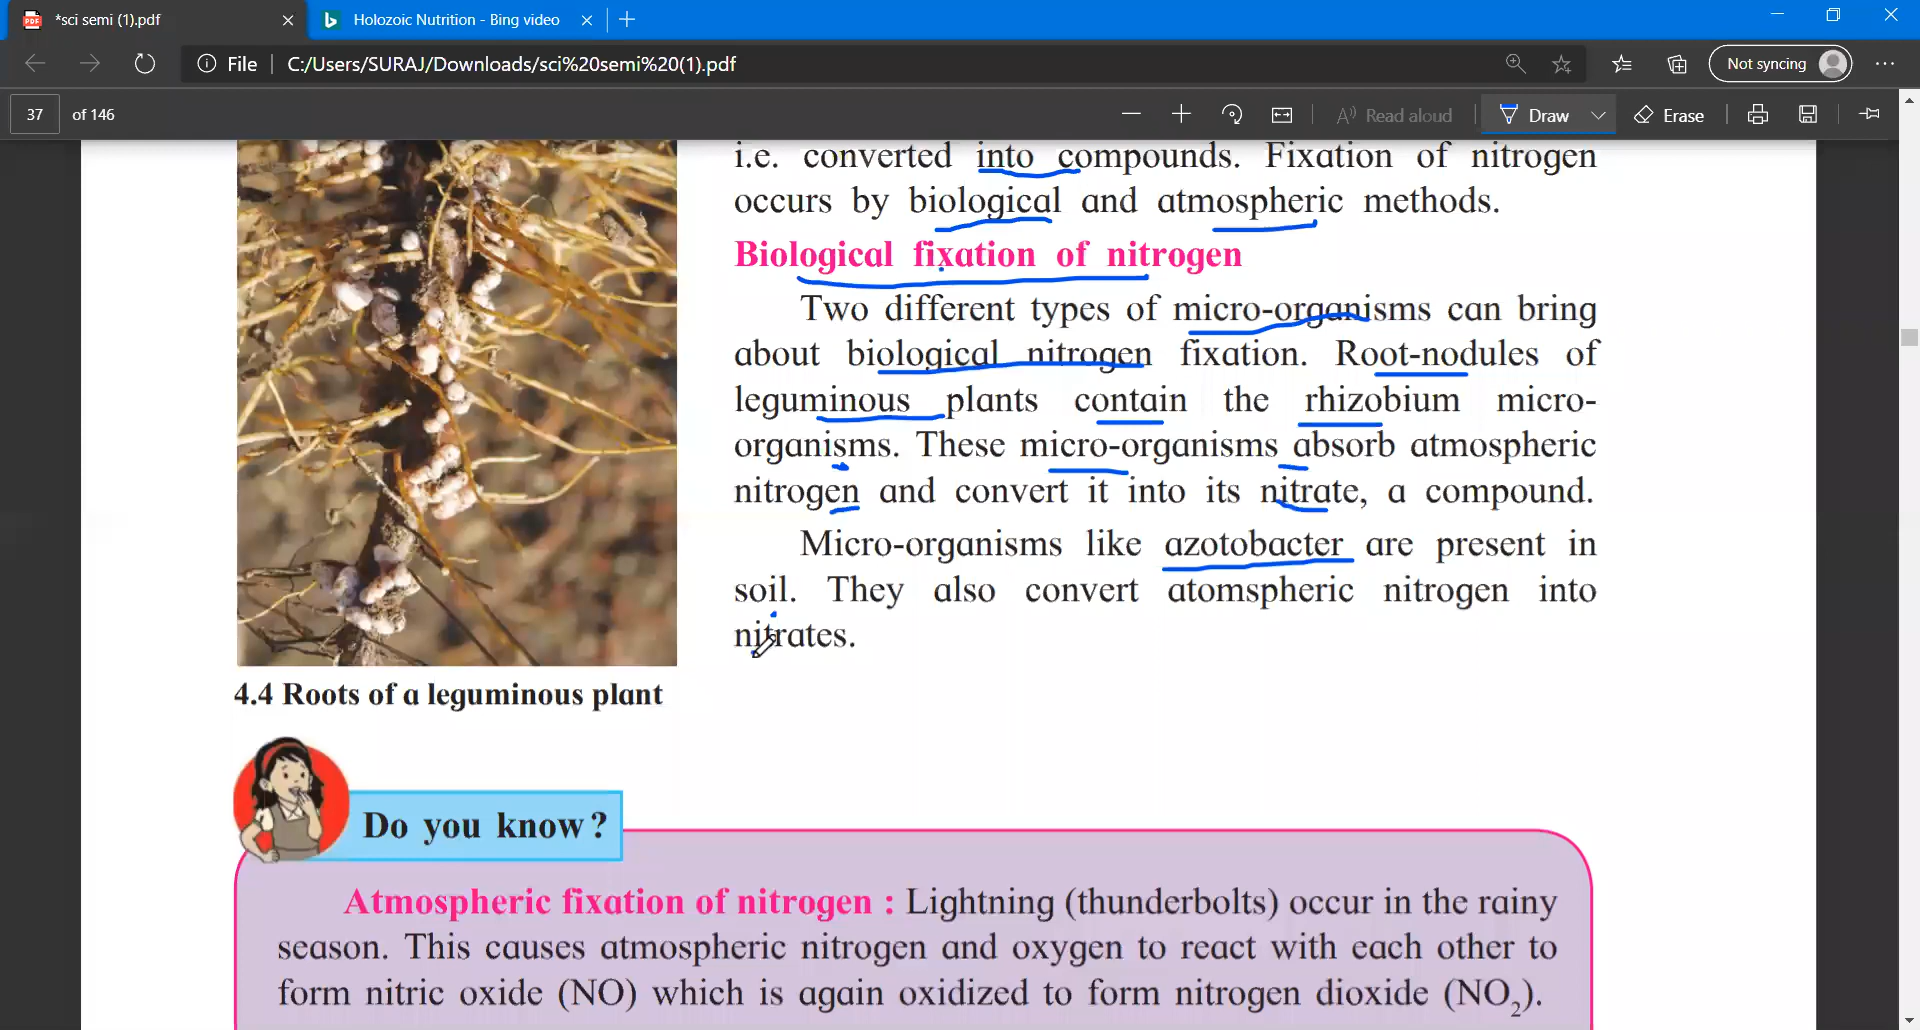 *sci semi (1).pdf
Holozoic Nutrition - Bing video
File
C:/Users/SURAJ/Downloads/sci%20semi%20(1).pdf
Not syncing
37
of 146
Read aloud
Draw
Erase
i.e. converted into compounds. Fixation of nitrogen
occurs by biological and atmospheric methods.
Biological fixation of nitrogen
Two different types of micro-organisms can bring
about biological nitrogen fixation. Root-nodules of
leguminous plants contain the rhizobium micro-
organisms. These micro-organisms absorb atmospheric
nitrogen and convert it into its nitrate, a compound.
Micro-organisms like azotobacter are present in
soil. They also convert atomspheric nitrogen into
nitrates.
4.4 Roots of a leguminous plant
Do you know?
Atmospheric fixation of nitrogen : Lightning (thunderbolts) occur in the rainy
season. This causes atmospheric nitrogen and oxygen to react with each other to
form nitric oxide (NO) which is again oxidized to form nitrogen dioxide (NO₂).